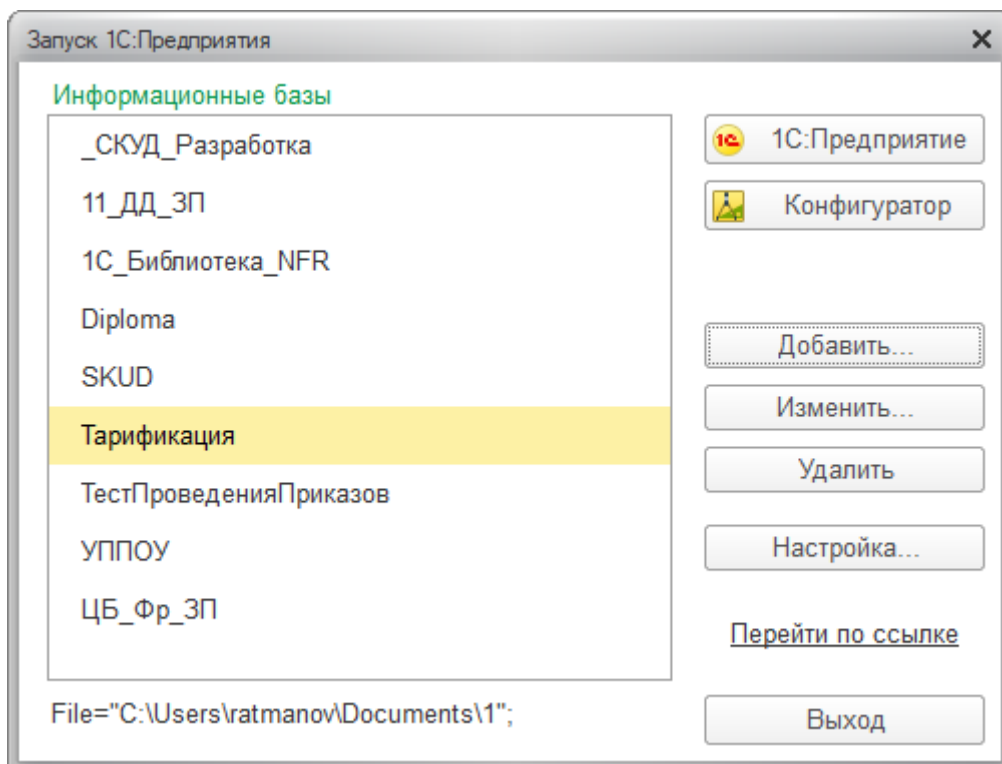 Запуск 1С:Предприятия
Информационные базы
_СКУД_Разработка
11_ДД_ЗП
1С_Библиотека_NFR
Diploma
SKUD
Тарификация
ТестПроведенияПриказов
УППОУ
ЦБ_Фр_ЗП
File="C:\Users\ratmanov\Documents\1";
1С:Предприятие
Конфигуратор
Добавить...
Изменить...
Удалить
Настройка...
Перейти по ссылке
Выход